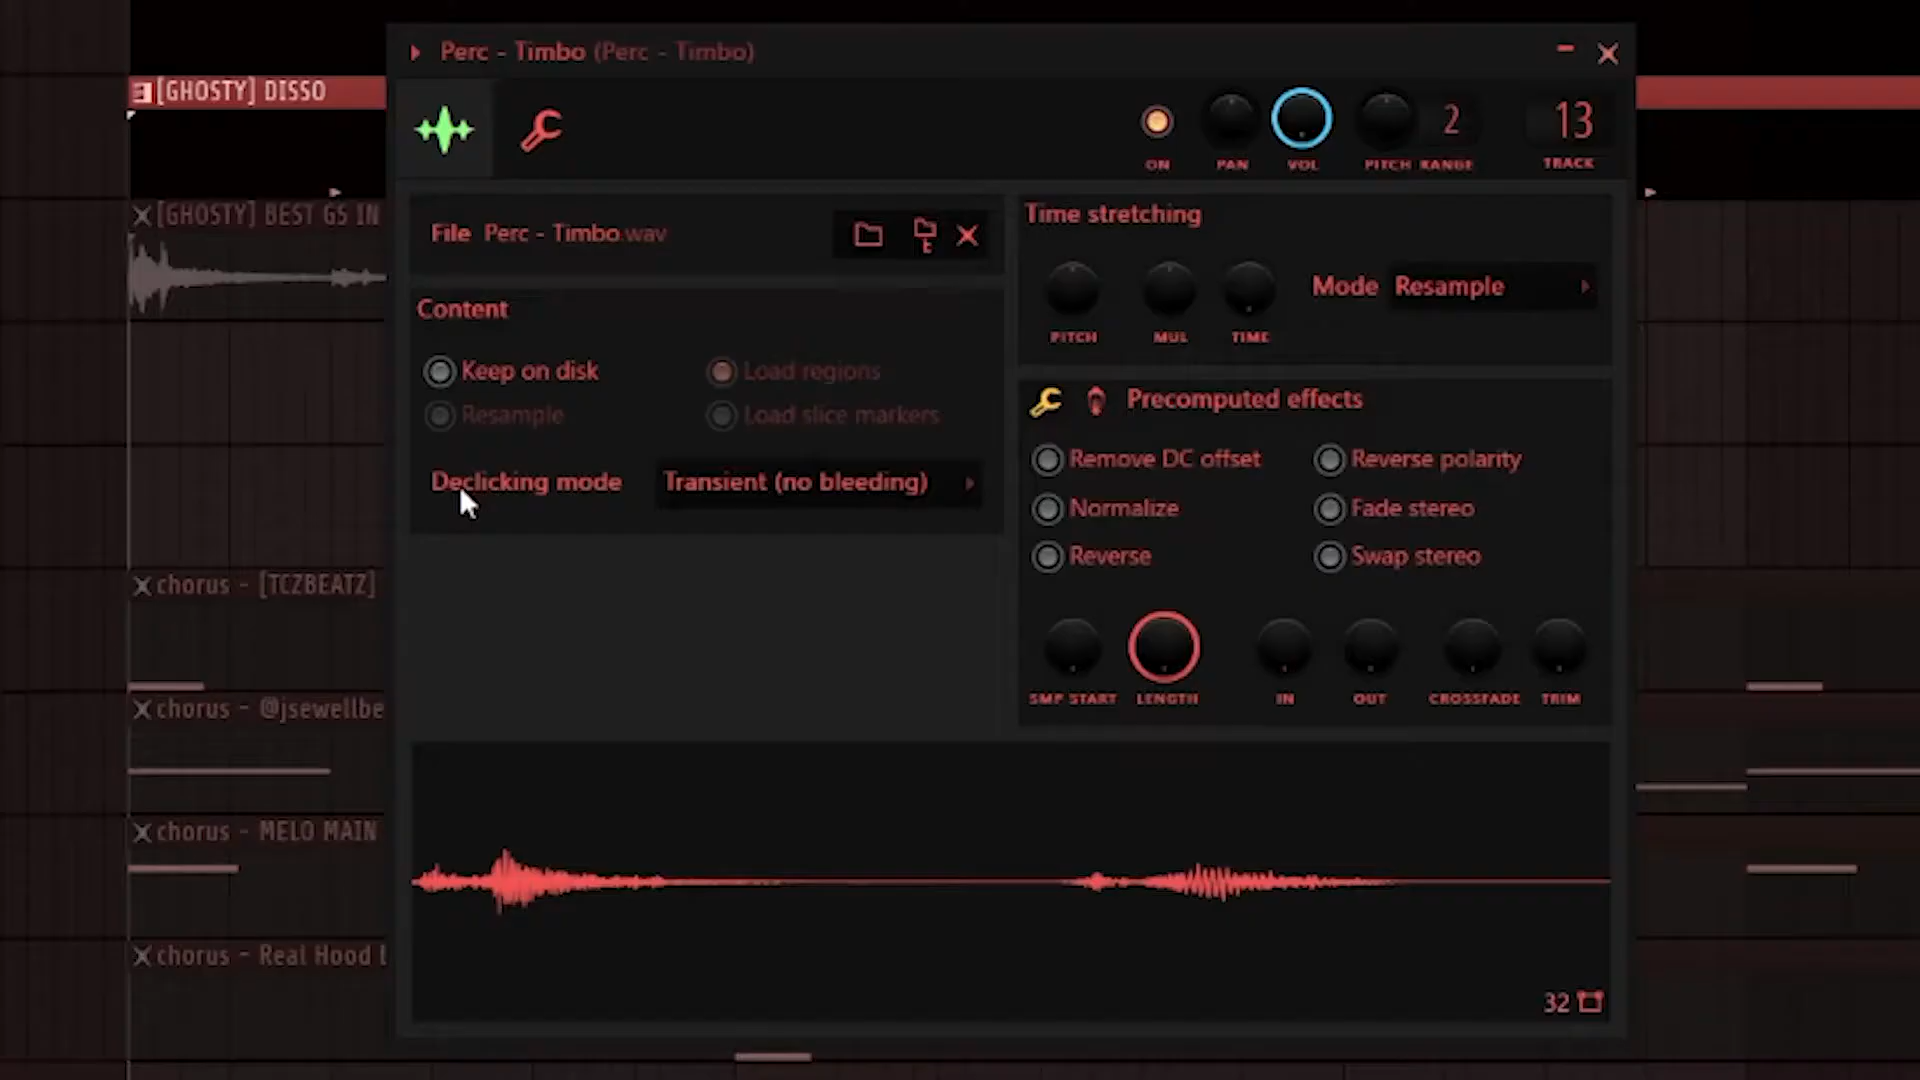 Perc - Timbo (Perc - Timbo)
[GHOSTY] DISSO
ON
PAN
VOL
PITCH
2
RANGE
13
TRACK
[GHOSTY] BEST GS IN
File Perc - Timbo.wav
Time stretching
PITCH
MUL
TIME
Mode Resample
Content
Keep on disk
Load regions
Resample
Load slice markers
Declicking mode
Transient (no bleeding)
Precomputed effects
Remove DC offset
Reverse polarity
Normalize
Fade stereo
Reverse
Swap stereo
SMP START
LENGTH
IN
OUT
CROSSFADE
TRIM
chorus - [TCZBEATZ]
chorus - @jsewellbe
chorus - MELO MAIN
chorus - Real Hood
32